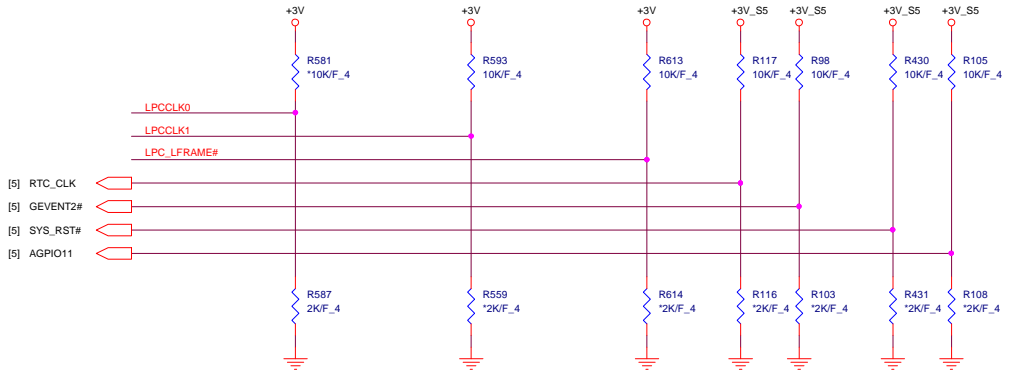 +3V +3V +3V +3V_S5 +3V_S5 +3V_S5 +3V_S5
R581 R593 R613 R117 R98 R430 R105
*10K/F_4 10K/F_4 10K/F_4 10K/F_4 10K/F_4 10K/F_4 10K/F_4
LPCCLK0
LPCCLK1
LPC_LFRAME#
[5] RTC_CLK
[5] GEVENT2#
[5] SYS_RST#
[5] AGPIO11
R587 R559 R614 R116 R103 R431 R108
2K/F_4 *2K/F_4 *2K/F_4 *2K/F_4 *2K/F_4 *2K/F_4 *2K/F_4